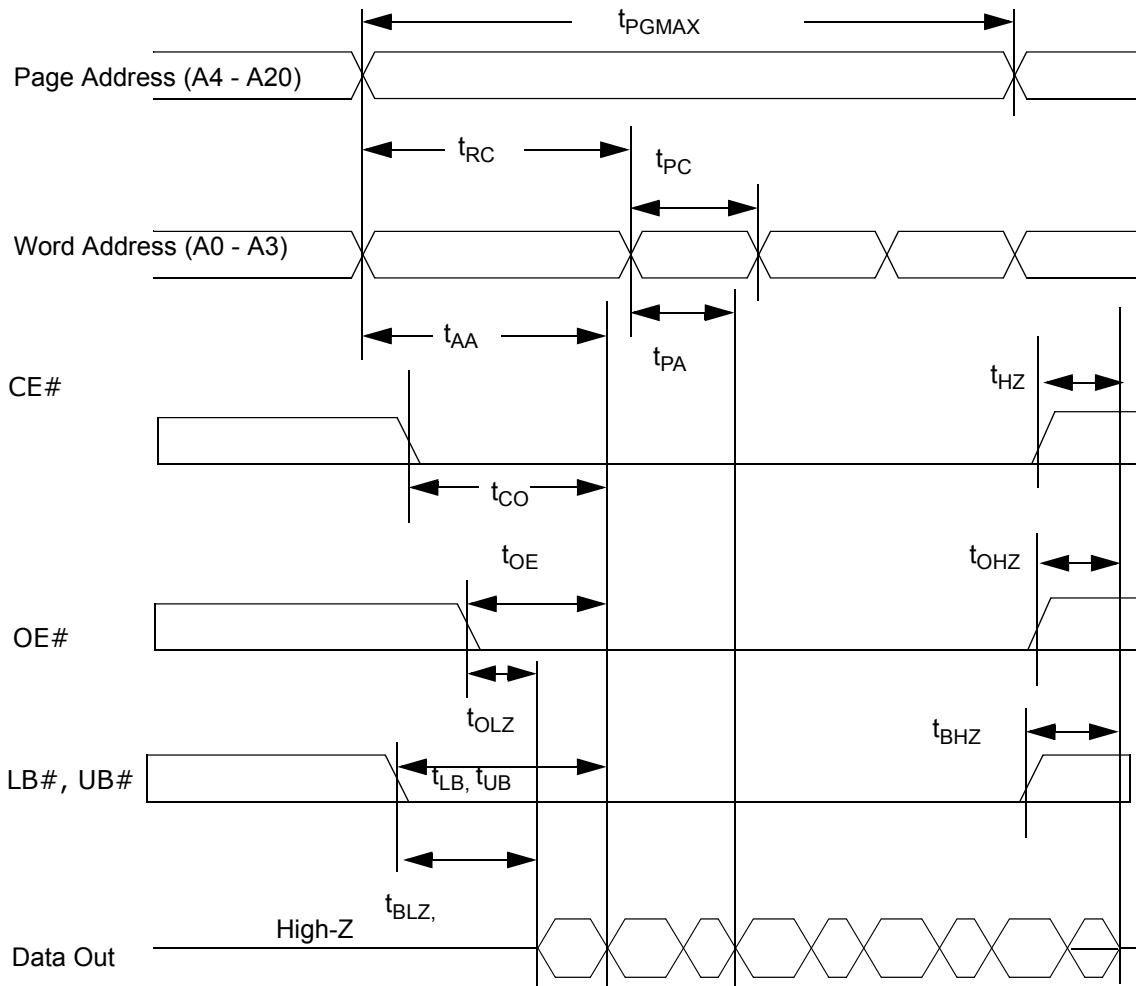 tPGMAX
Page Address (A4 - A20)
tRC
tPC
Word Address (A0 - A3)
tAA
tPA
tHZ
CE#
tCO
tOE
tOHZ
OE#
tOLZ
tBHZ
LB#, UB#
tLB, tUB
tBLZ,
High-Z
Data Out